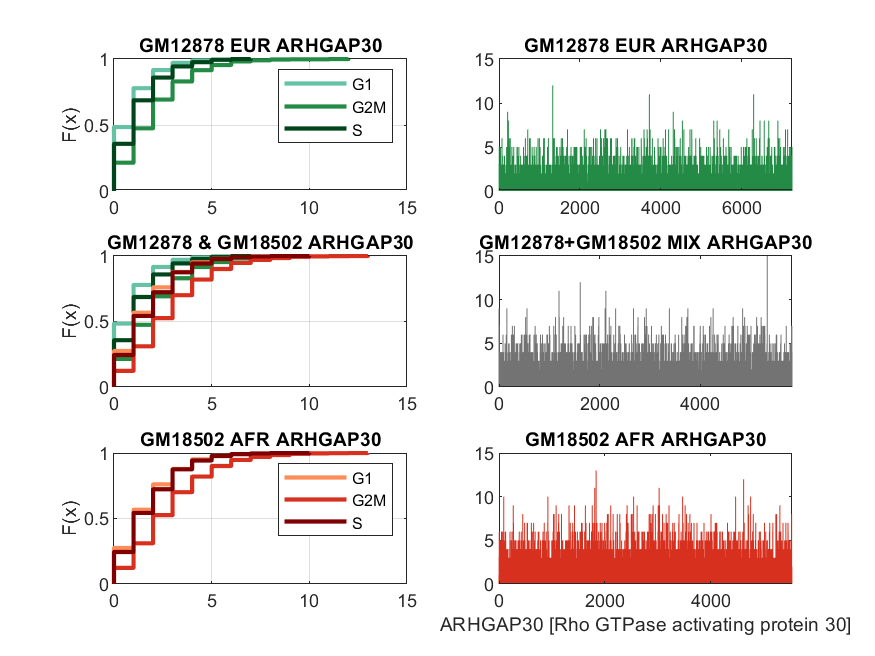 GM12878 EUR ARHGAP30
1
0.5
0
F(x)
0 5 10 15
G1
G2M
S
GM12878 EUR ARHGAP30
15
10
5
0
0 2000 4000 6000
GM12878 & GM18502 ARHGAP30
1
0.5
0
F(x)
0 5 10 15
GM12878+GM18502 MIX ARHGAP30
15
10
5
0
0 2000 4000
GM18502 AFR ARHGAP30
1
0.5
0
F(x)
0 5 10 15
G1
G2M
S
GM18502 AFR ARHGAP30
15
10
5
0
0 2000 4000
ARHGAP30 [Rho GTPase activating protein 30]